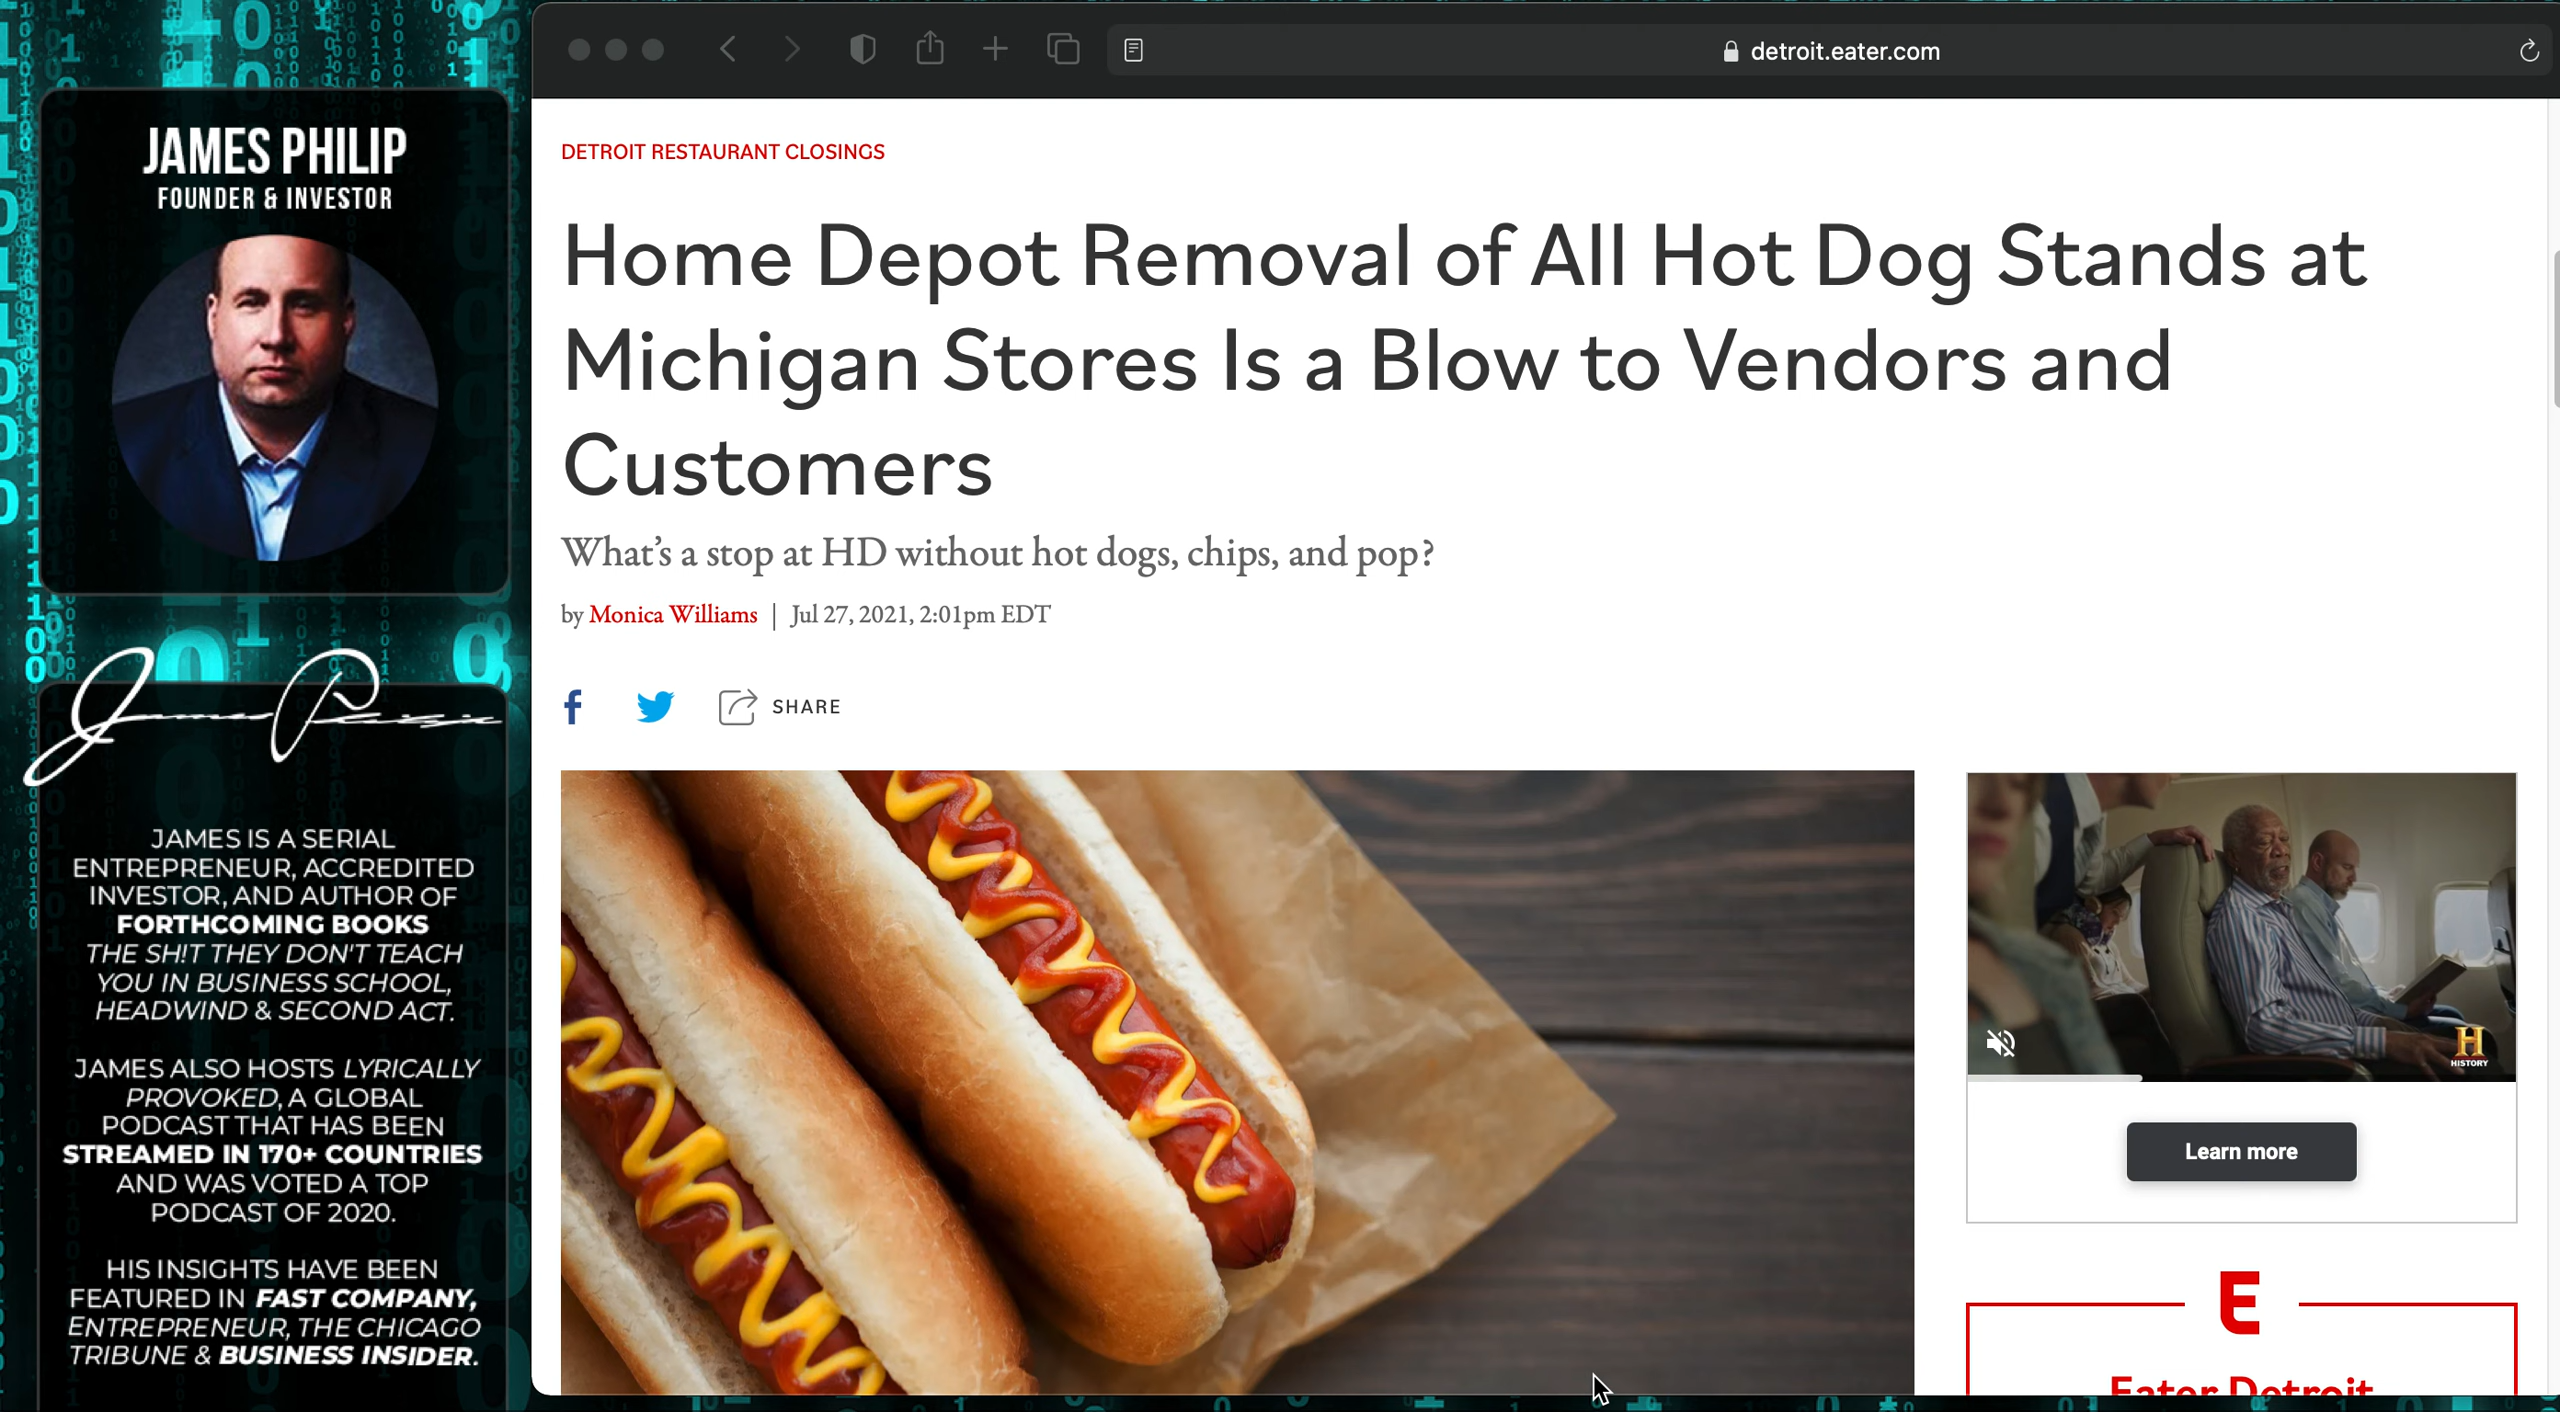 JAMES PHILIP
FOUNDER & INVESTOR
JAMES IS A SERIAL
ENTREPRENEUR, ACCREDITED
INVESTOR, AND AUTHOR OF
FORTHCOMING BOOKS
THE SH!T THEY DON'T TEACH
YOU IN BUSINESS SCHOOL,
HEADWIND & SECOND ACT.
JAMES ALSO HOSTS LYRICALLY
PROVOKED, A GLOBAL
PODCAST THAT HAS BEEN
STREAMED IN 170+ COUNTRIES
AND WAS VOTED A TOP
PODCAST OF 2020.
HIS INSIGHTS HAVE BEEN
FEATURED IN FAST COMPANY,
ENTREPRENEUR, THE CHICAGO
TRIBUNE & BUSINESS INSIDER.
detroit.eater.com
DETROIT RESTAURANT CLOSINGS
Home Depot Removal of All Hot Dog Stands at
Michigan Stores Is a Blow to Vendors and
Customers
What's a stop at HD without hot dogs, chips, and pop?
by Monica Williams | Jul 27, 2021, 2:01pm EDT
SHARE
H
HISTORY
Learn more
E
Eater Detroit